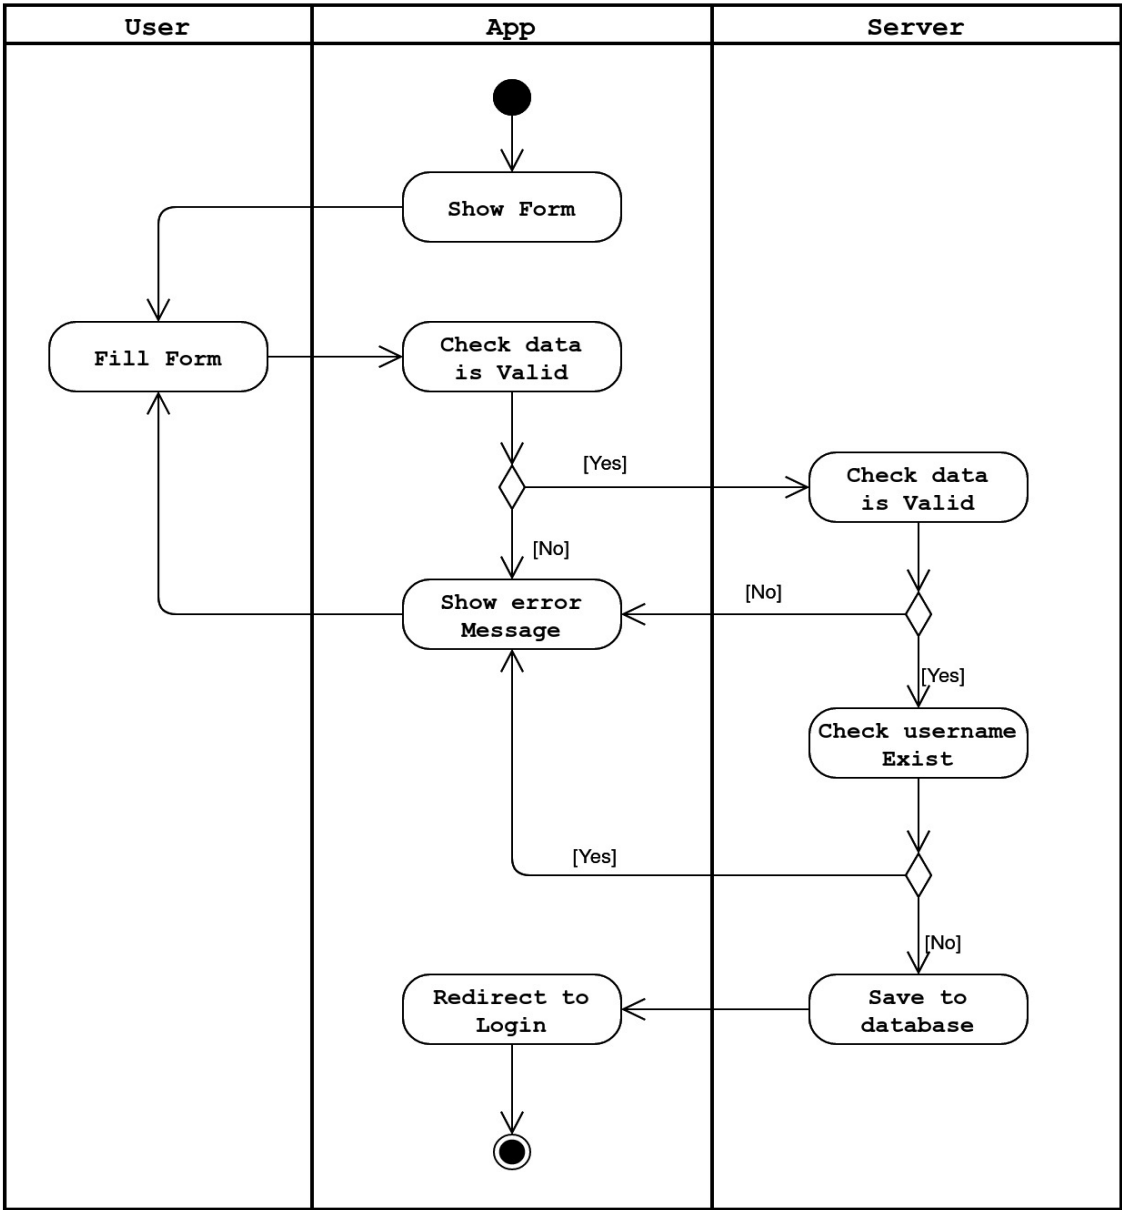 User
App
Server
Show Form
Fill Form
Check data
is Valid
[Yes]
Check data
is Valid
[No]
Show error
Message
[No]
[Yes]
Check username
Exist
[Yes]
[No]
Redirect to
Login
Save to
database